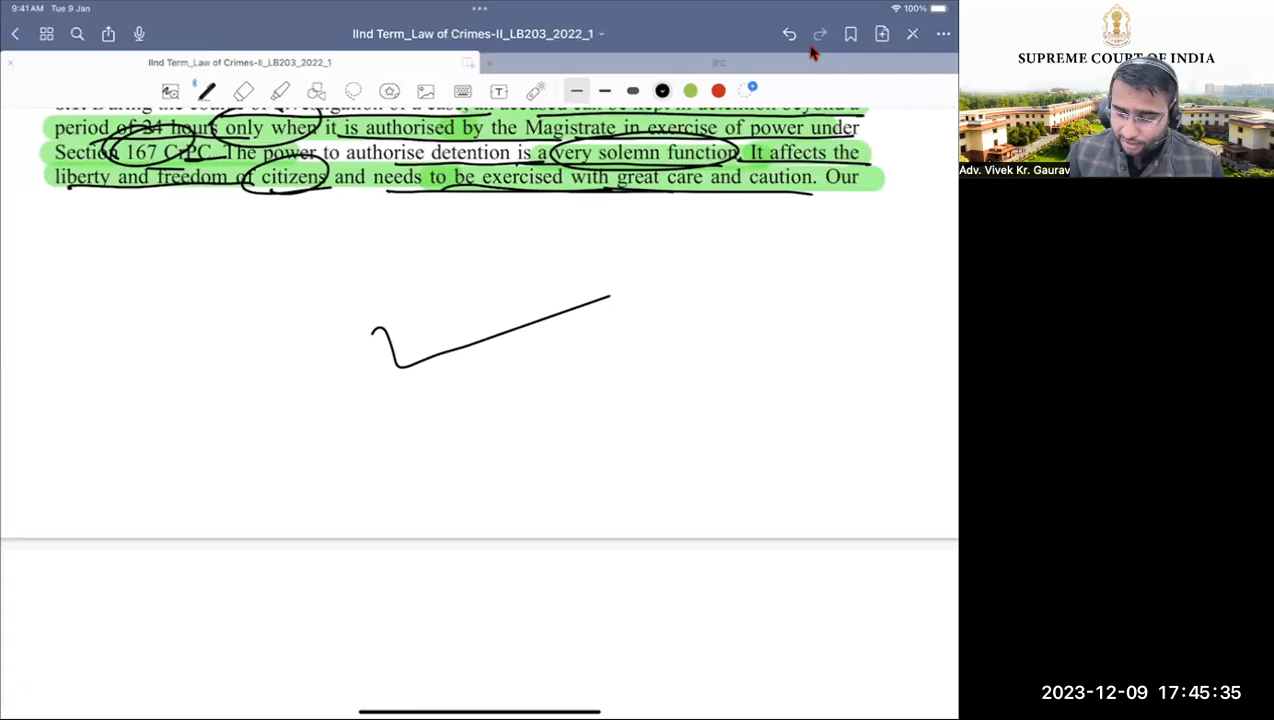 9:41 AM Tue 9 Jan
100%
IInd Term_Law of Crimes-II_LB203_2022_1
IInd Term_Law of Crimes-II_LB203_2022_1
period of 24 hours only when it is authorised by the Magistrate in exercise of power under
Section 167 CrPC. The power to authorise detention is a very solemn function. It affects the
liberty and freedom of citizens and needs to be exercised with great care and caution. Our
SUPREME COURT OF INDIA
Adv. Vivek Kr. Gaurav
2023-12-09 17:45:35